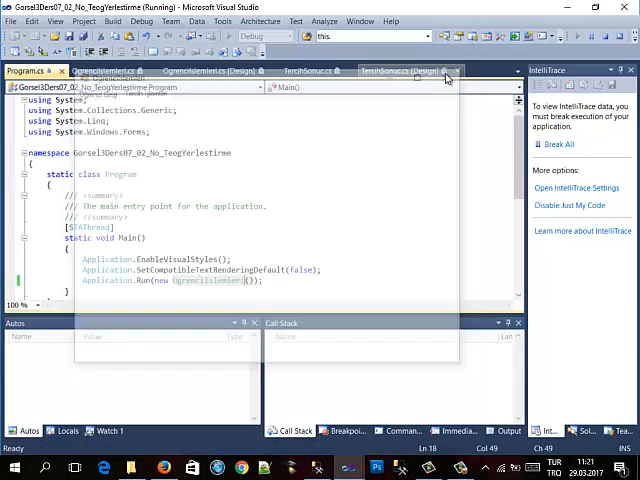 Gorsel3Ders07_02_No_TeogYerlestirme (Running) - Microsoft Visual Studio
File Edit View Project Build Debug Team Data Tools Architecture Test Analyze Window Help
Debug
this.
Program.cs OgrenciIslemleri.cs OgrenciIslemleri.cs [Design] TercihSonuc.cs TercihSonuc.cs [Design]
IntelliTrace
Gorsel3Ders07_02_No_TeogYerlestirme.Program
Main()
using System;
using System.Collections.Generic;
using System.Linq;
using System.Windows.Forms;
namespace Gorsel3Ders07_02_No_TeogYerlestirme
{
static class Program
{
/// <summary>
/// The main entry point for the application.
/// </summary>
[STAThread]
static void Main()
{
Application.EnableVisualStyles();
Application.SetCompatibleTextRenderingDefault(false);
Application.Run(new OgrenciIslemleri());
}
100 %
To view IntelliTrace data, you
must break execution of your
application.
Break All
More options:
Open IntelliTrace Settings
Disable Just My Code
Learn more about IntelliTrace
Autos
Name Value Type
Call Stack
Name Lan
Autos Locals Watch 1
Call Stack Breakpoi... Comman... Immedia... Output
Int... Sol... Tea...
Ready
Ln 18 Col 49 Ch 49 INS
TUR
TRQ
11:21
29.03.2017